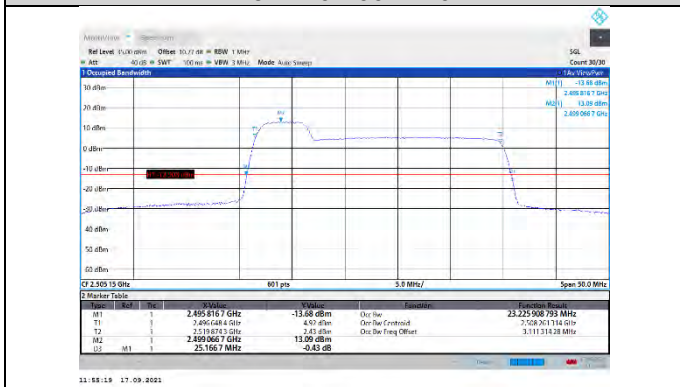 MultiView Spectrum
Ref Level 35.00 dBm Offset 10.77 dB RBW 1 MHz SGL
Att 40 dB SWT 100 ms VBW 3 MHz Mode Auto Sweep Count 30/30
1 Occupied Bandwidth 1Av View Pwr
M1[1] -13.68 dBm
2.495 816 7 GHz
M2[1] 13.09 dBm
2.499 066 7 GHz
30 dBm
20 dBm
M2
10 dBm
0 dBm
-10 dBm
-20 dBm
-30 dBm
40 dBm
50 dBm
60 dBm
CF 2.505 15 GHz 601 pts 5.0 MHz/ Span 50.0 MHz
2 Marker Table
Type Ref Trc X-Value Y-Value Function Function Result
M1 1 2.495 816 7 GHz -13.68 dBm Occ Bw 23.225 908 793 MHz
T1 1 2.496 648 4 GHz 4.92 dBm Occ Bw Centroid 2.508 261 314 GHz
T2 1 2.519 874 3 GHz 2.43 dBm Occ Bw Freq Offset 3.111 314 28 MHz
M2 1 2.499 066 7 GHz 13.09 dBm
D3 M1 1 25.166 7 MHz -0.43 dB
11:55:19 17.09.2021